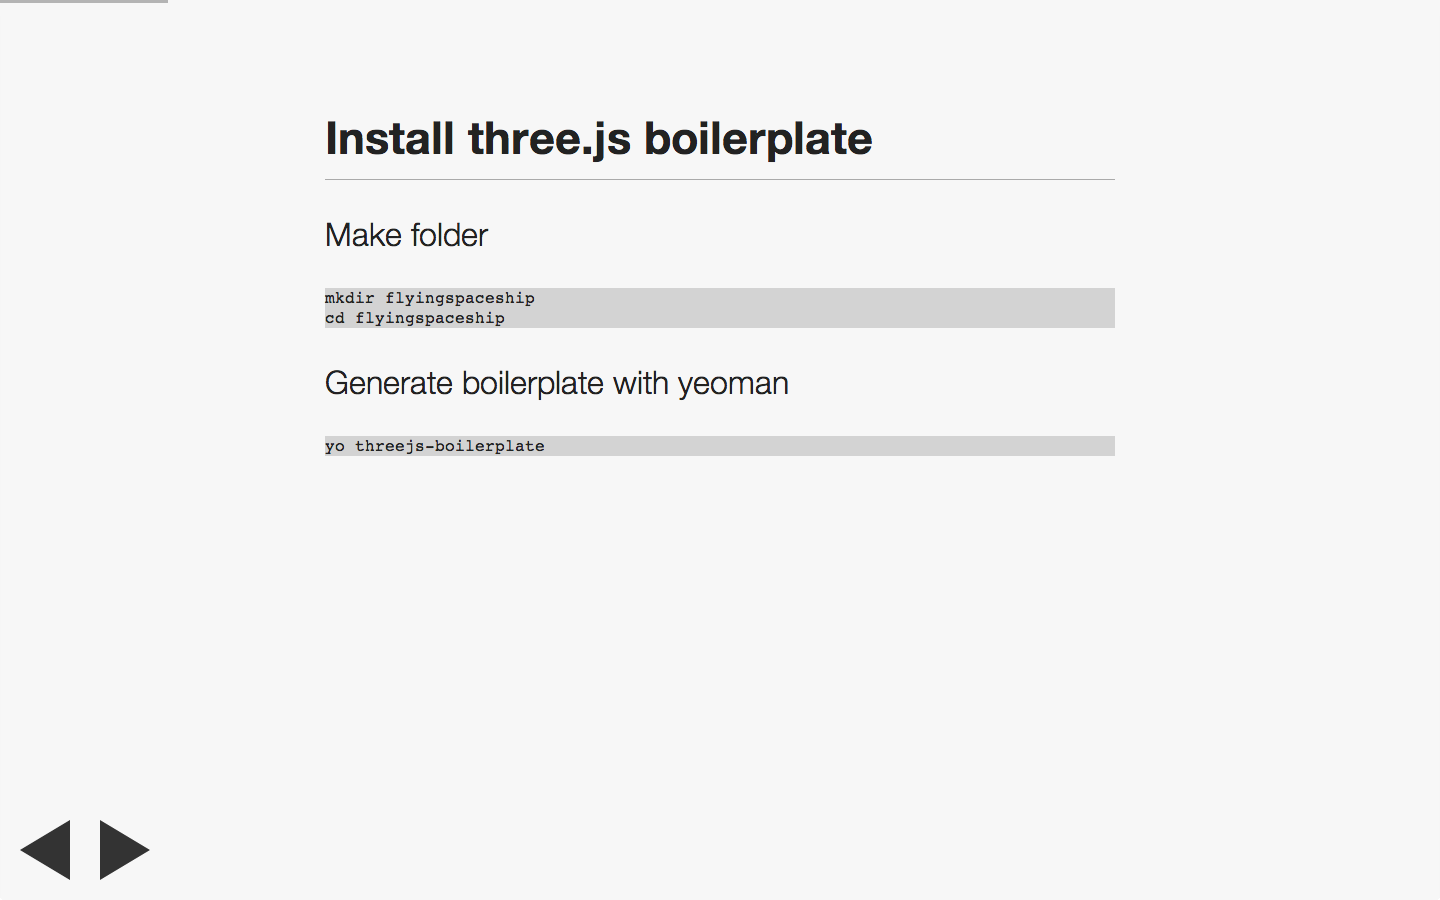 Install three.js boilerplate
Make folder
mkdir flyingspaceship
cd flyingspaceship
Generate boilerplate with yeoman
yo threejs-boilerplate